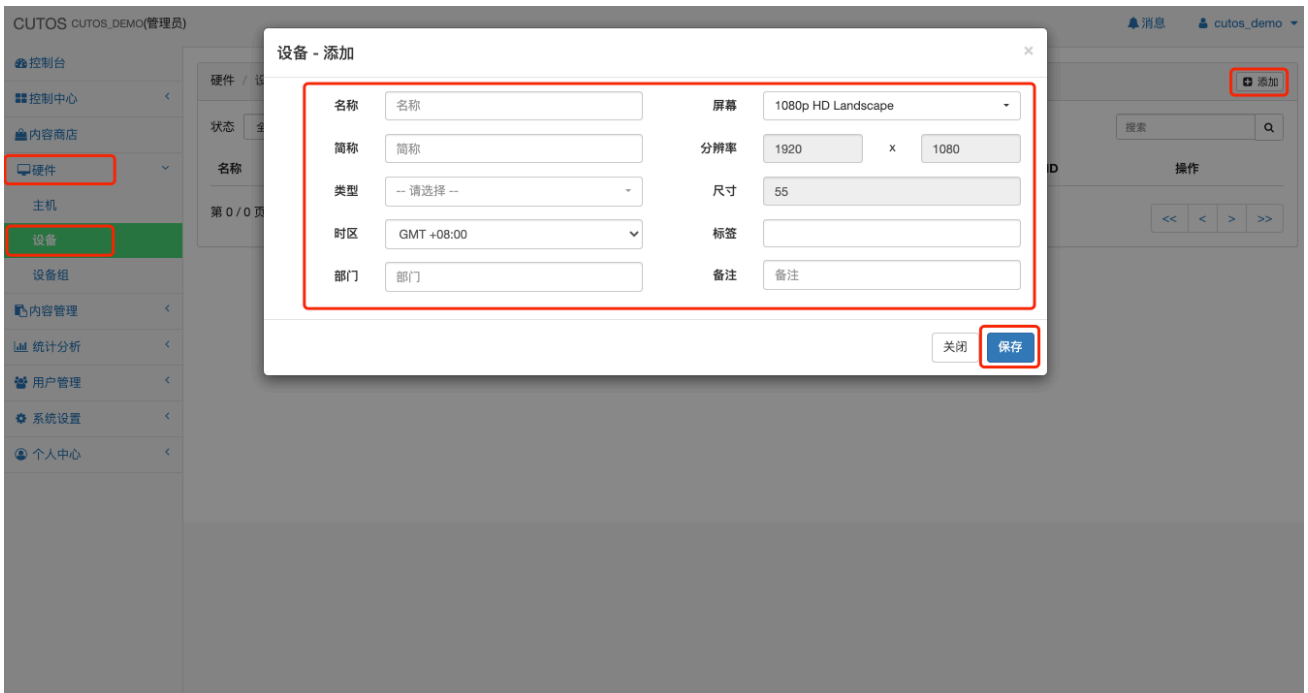 CUTOS CUTOS_DEMO(管理员)
消息
cutos_demo
控制台
控制中心
内容商店
硬件
主机
设备
设备组
内容管理
统计分析
用户管理
系统设置
个人中心
硬件 / 设
添加
状态
搜索
名称
操作
第 0 / 0 页
<< < > >>
设备 - 添加
×
名称 名称
屏幕 1080p HD Landscape
简称 简称
分辨率 1920 x 1080
类型 -- 请选择 --
尺寸 55
时区 GMT +08:00
标签
部门 部门
备注 备注
关闭 保存